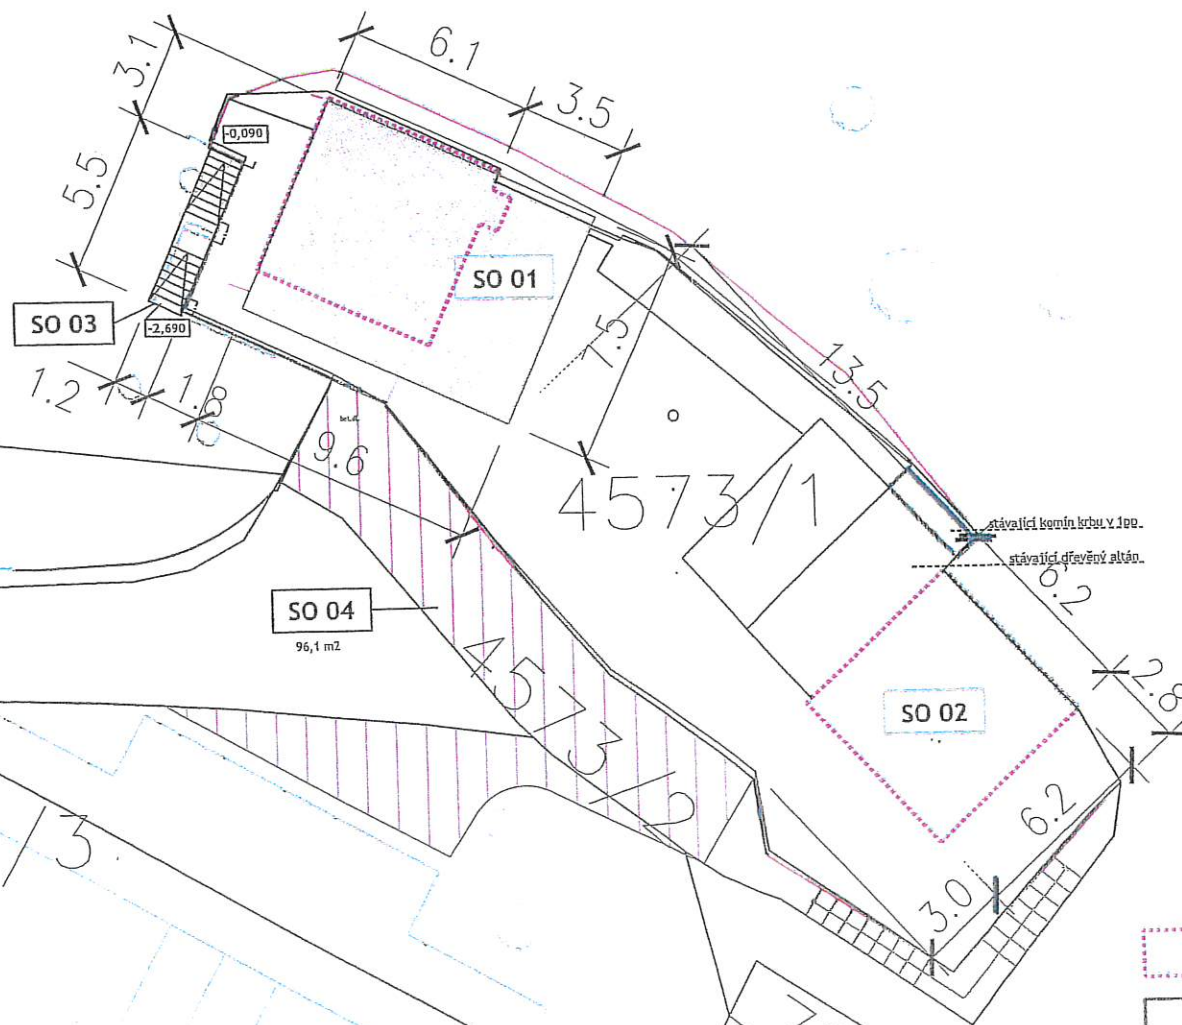 6.1
3.1
3.5
-0,090
5.5
SO 01
SO 03
-2,690
7.5
13.5
1.2
1.8
9.6
4573/1
stávající komín krbu v 1pp
stávající dřevěný altán
6.2
SO 04
96,1 m2
2.8
4573/2
SO 02
6.2
3
3.0